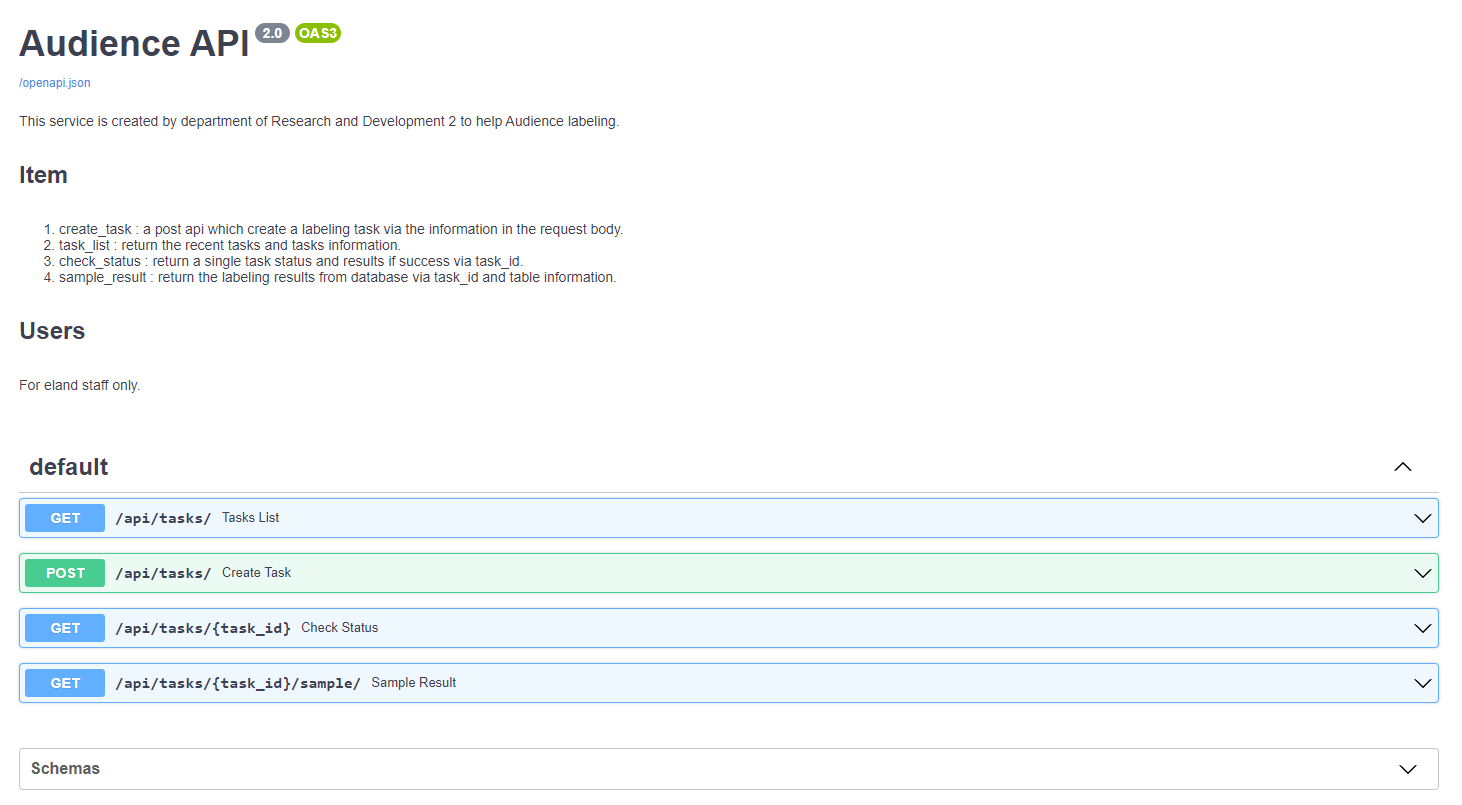 Audience API 2.0 OAS3
/openapi.json
This service is created by department of Research and Development 2 to help Audience labeling.
Item
1. create_task : a post api which create a labeling task via the information in the request body.
2. task_list : return the recent tasks and tasks information.
3. check_status : return a single task status and results if success via task_id.
4. sample_result : return the labeling results from database via task_id and table information.
Users
For eland staff only.
default
GET /api/tasks/ Tasks List
POST /api/tasks/ Create Task
GET /api/tasks/{task_id} Check Status
GET /api/tasks/{task_id}/sample/ Sample Result
Schemas